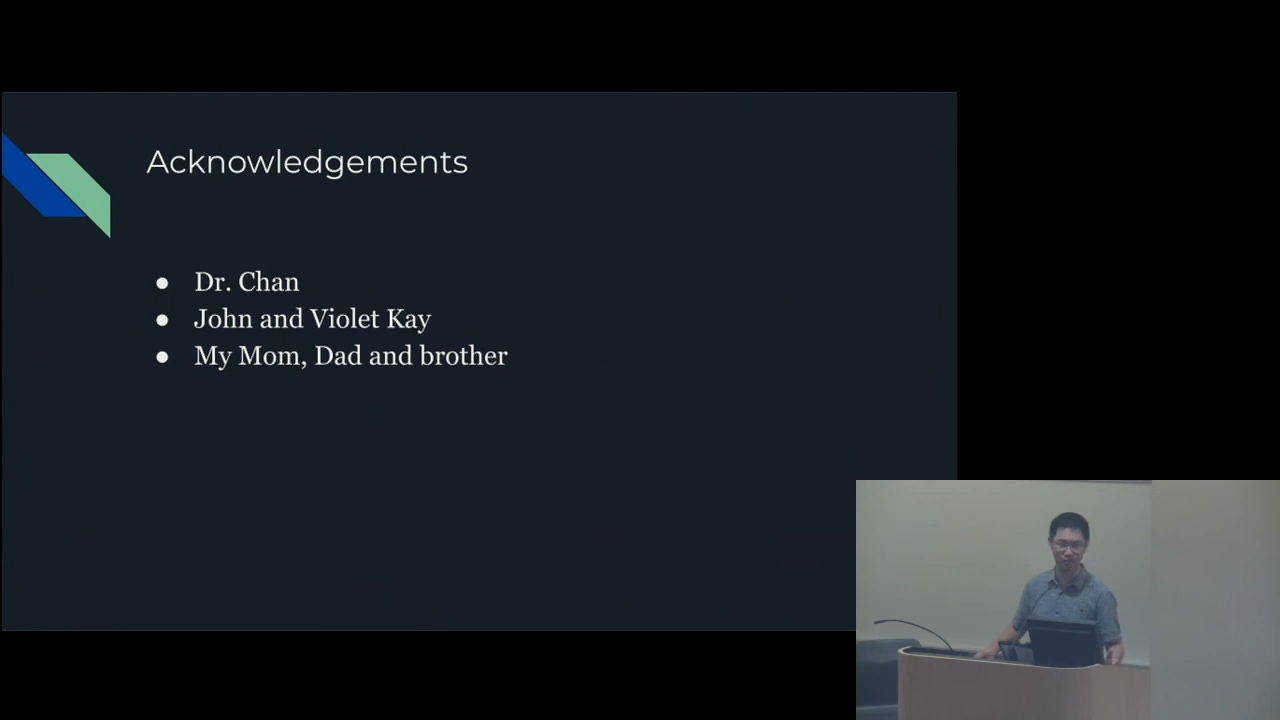 Acknowledgements
● Dr. Chan
● John and Violet Kay
● My Mom, Dad and brother